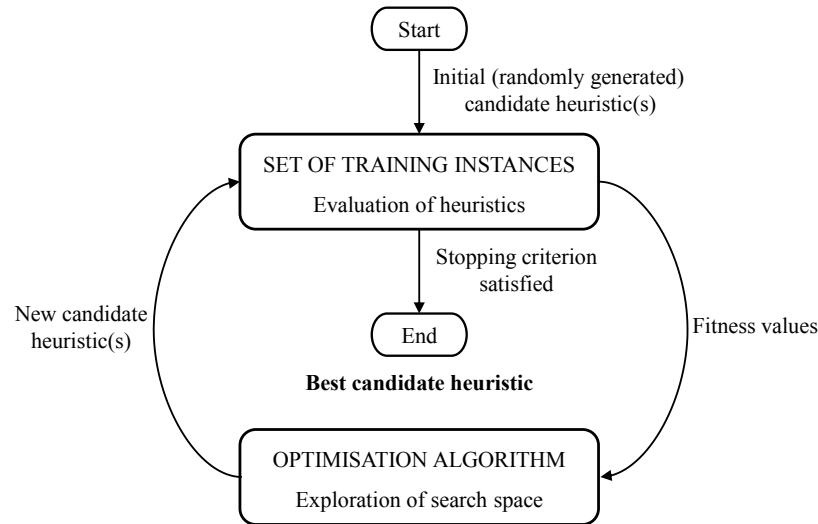 Start
Initial (randomly generated)
candidate heuristic(s)
SET OF TRAINING INSTANCES
Evaluation of heuristics
Stopping criterion
satisfied
New candidate
heuristic(s)
End
Fitness values
Best candidate heuristic
OPTIMISATION ALGORITHM
Exploration of search space